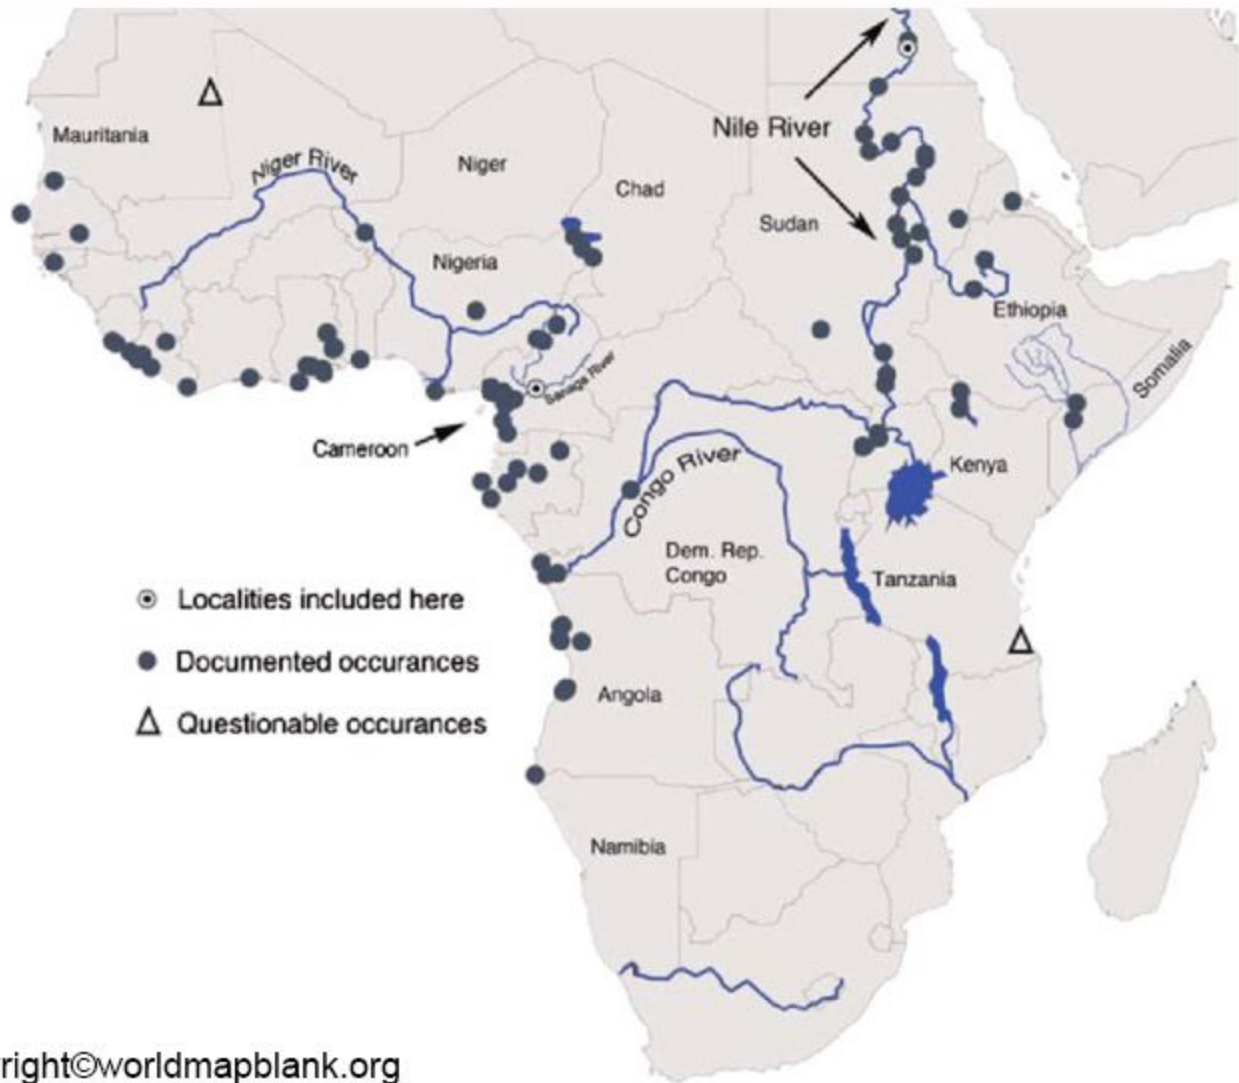 Nile River
Mauritania
Niger River
Niger
Chad
Sudan
Nigeria
Ethiopia
Somalia
Sanaga River
Cameroon
Congo River
Kenya
Dem. Rep.
Congo
Tanzania
Localities included here
Documented occurances
Angola
Questionable occurances
Namibia
right©worldmapblank.org